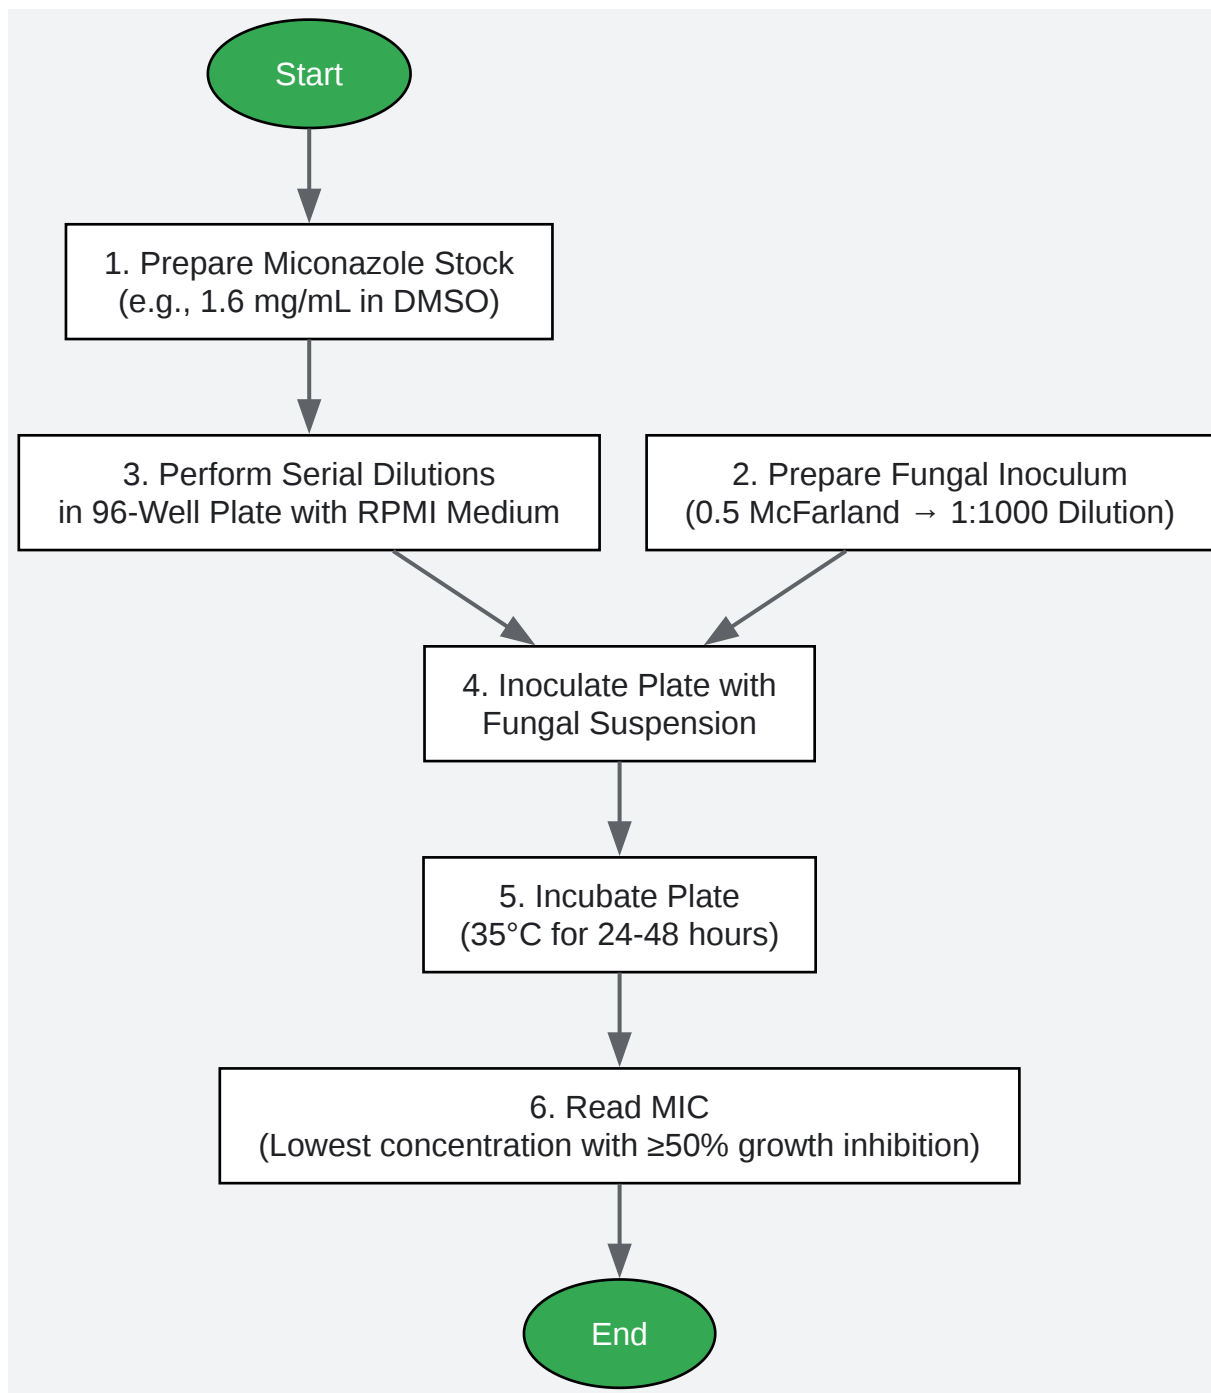 Start
1. Prepare Miconazole Stock
(e.g., 1.6 mg/mL in DMSO)
3. Perform Serial Dilutions
in 96-Well Plate with RPMI Medium
2. Prepare Fungal Inoculum
(0.5 McFarland → 1:1000 Dilution)
4. Inoculate Plate with
Fungal Suspension
5. Incubate Plate
(35°C for 24-48 hours)
6. Read MIC
(Lowest concentration with ≥50% growth inhibition)
End